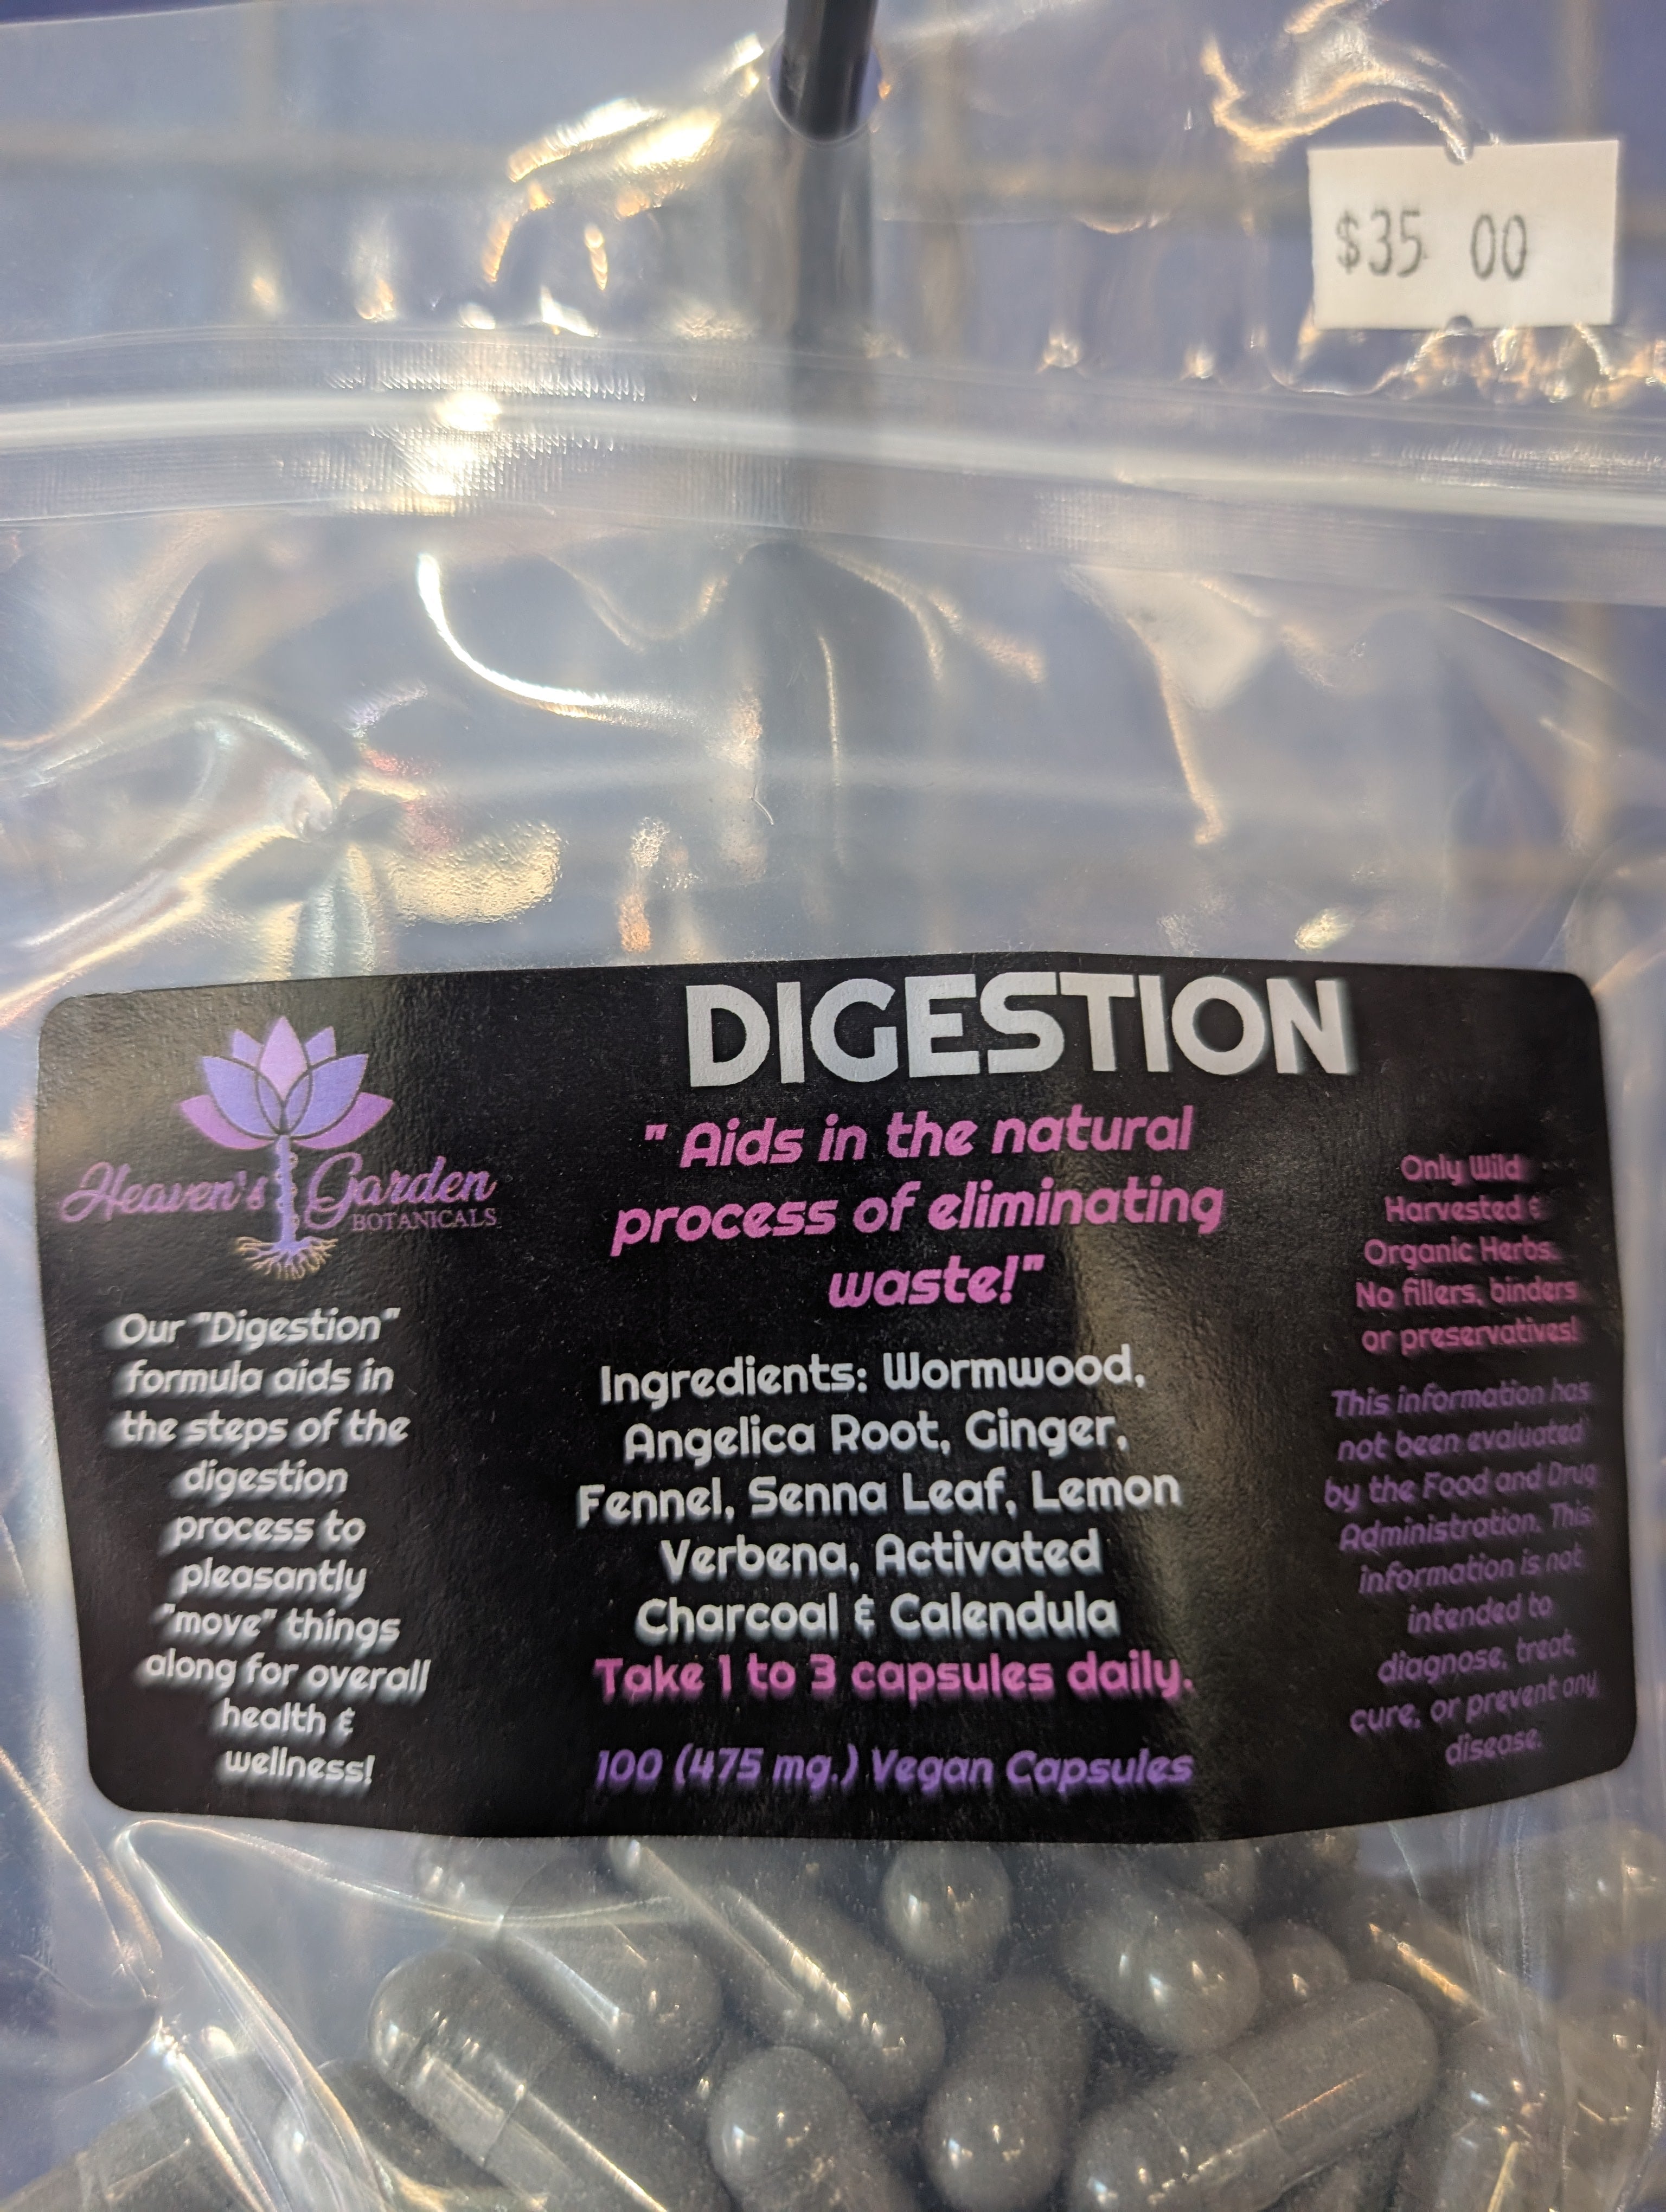 $35 00
DIGESTION
" Aids in the natural
process of eliminating
waste!"
Heaven's Garden
BOTANICALS
Our "Digestion"
formula aids in
the steps of the
digestion
process to
pleasantly
"move" things
along for overall
health &
wellness!
Ingredients: Wormwood,
Angelica Root, Ginger,
Fennel, Senna Leaf, Lemon
Verbena, Activated
Charcoal & Calendula
Take 1 to 3 capsules daily.
100 (475 mg.) Vegan Capsules
Only Wild
Harvested &
Organic Herbs.
No fillers, binders
or preservatives!
This information has
not been evaluated
by the Food and Drug
Administration. This
information is not
intended to
diagnose, treat,
cure, or prevent any
disease.